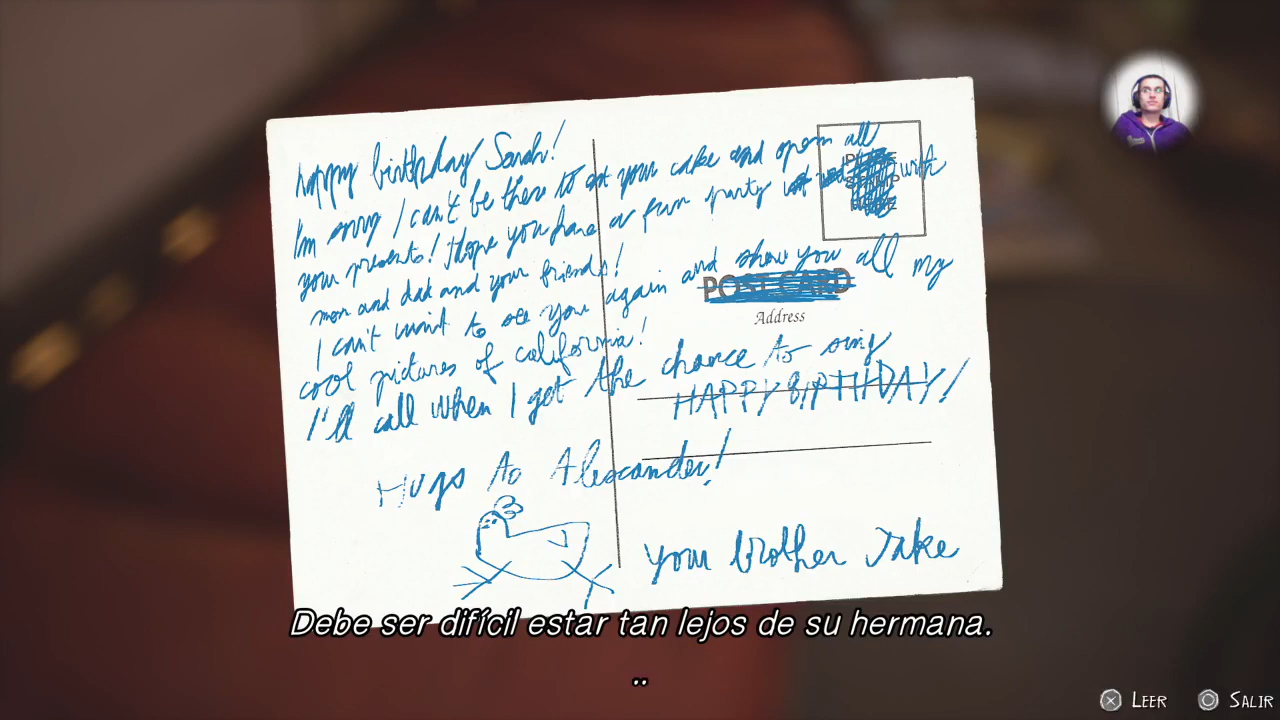 Happy birthday Sarah!
I'm sorry I can't be there to eat your cake and open all
your presents! I hope you have a fun party with
mom and dad and your friends!
I can't wait to see you again and show you all my
cool pictures of california!
I'll call when I get the chance to sing
HAPPY BIRTHDAY!
Hugs to Alexander!
your brother Jake
POST CARD
Address
Debe ser difícil estar tan lejos de su hermana.
..
LEER
SALIR